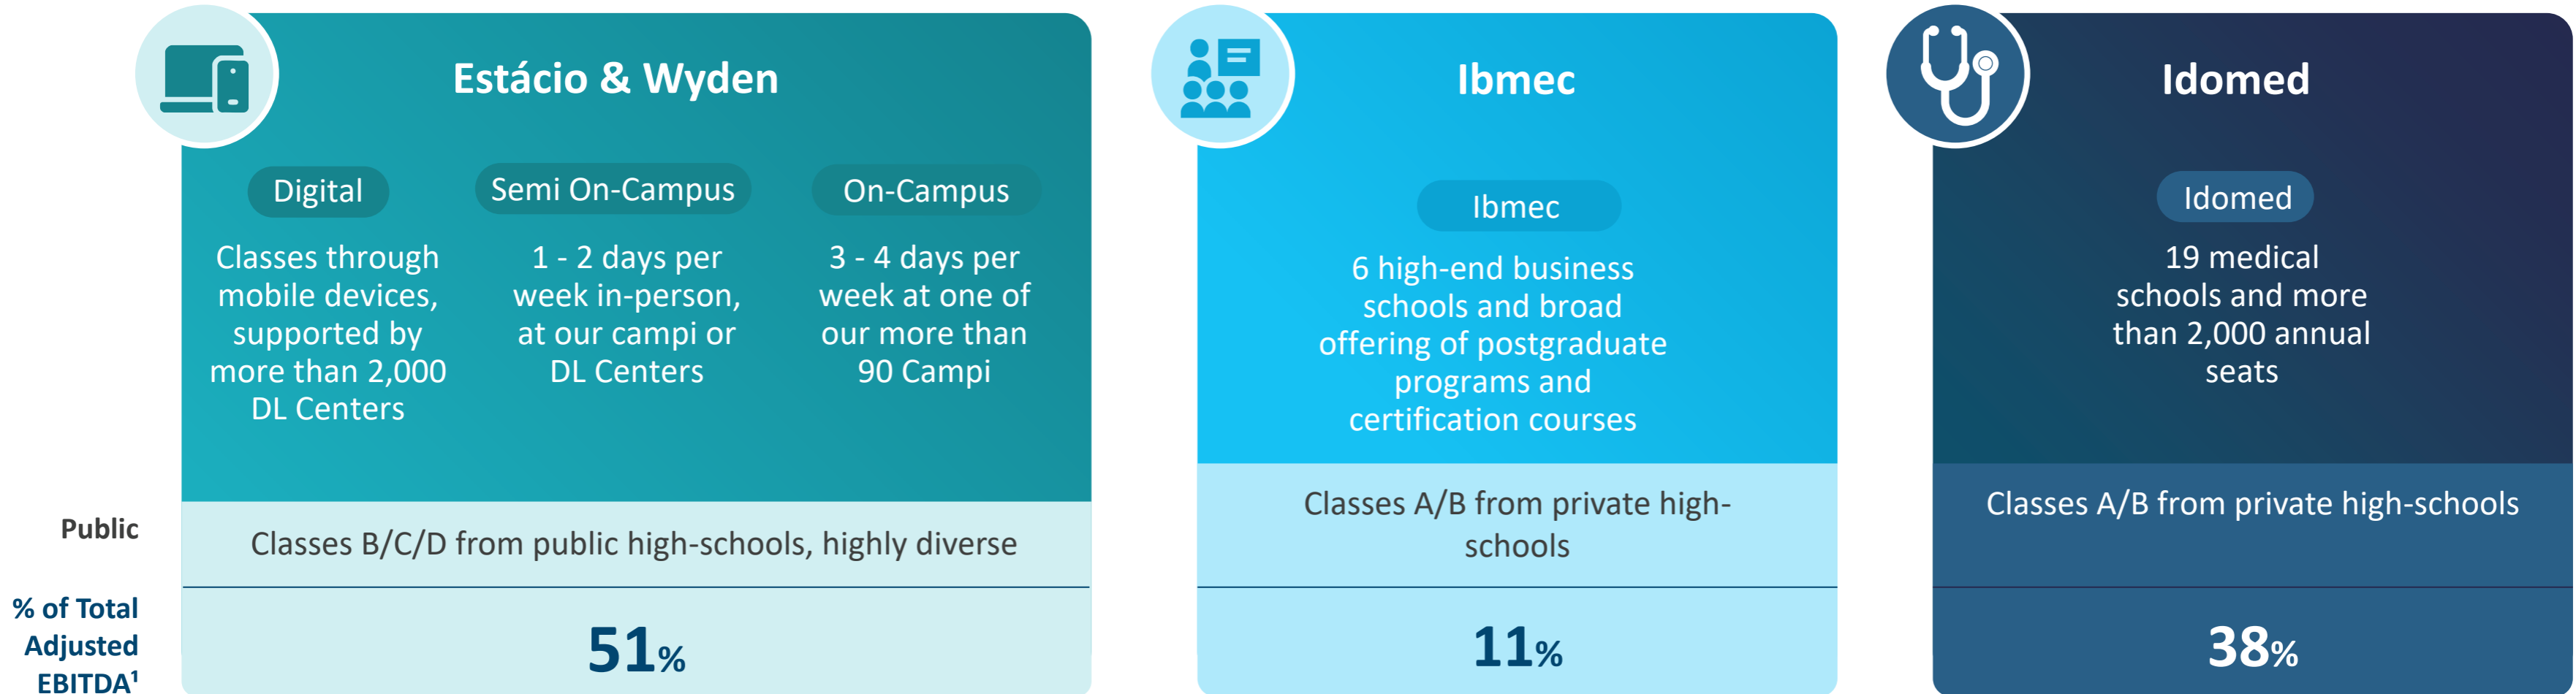 Estácio & Wyden
Digital
Classes through
mobile devices,
supported by
more than 2,000
DL Centers
Semi On-Campus
1 - 2 days per
week in-person,
at our campi or
DL Centers
On-Campus
3 - 4 days per
week at one of
our more than
90 Campi
Ibmec
Ibmec
6 high-end business
schools and broad
offering of postgraduate
programs and
certification courses
Idomed
Idomed
19 medical
schools and more
than 2,000 annual
seats
Public
Classes B/C/D from public high-schools, highly diverse
Classes A/B from private high-
schools
Classes A/B from private high-schools
% of Total
Adjusted
EBITDA¹
51%
11%
38%